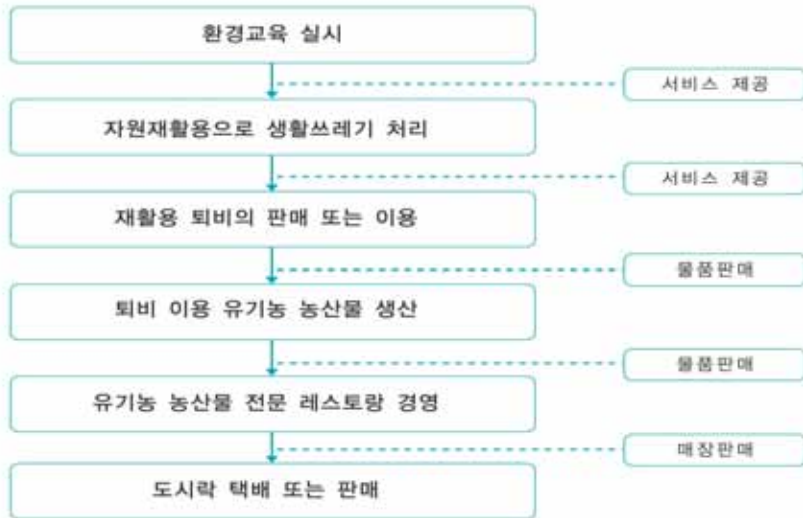 환경교육 실시
서비스 제공
자원재활용으로 생활쓰레기 처리
서비스 제공
재활용 퇴비의 판매 또는 이용
물품판매
퇴비 이용 유기농 농산물 생산
물품판매
유기농 농산물 전문 레스토랑 경영
매장판매
도시락 택배 또는 판매